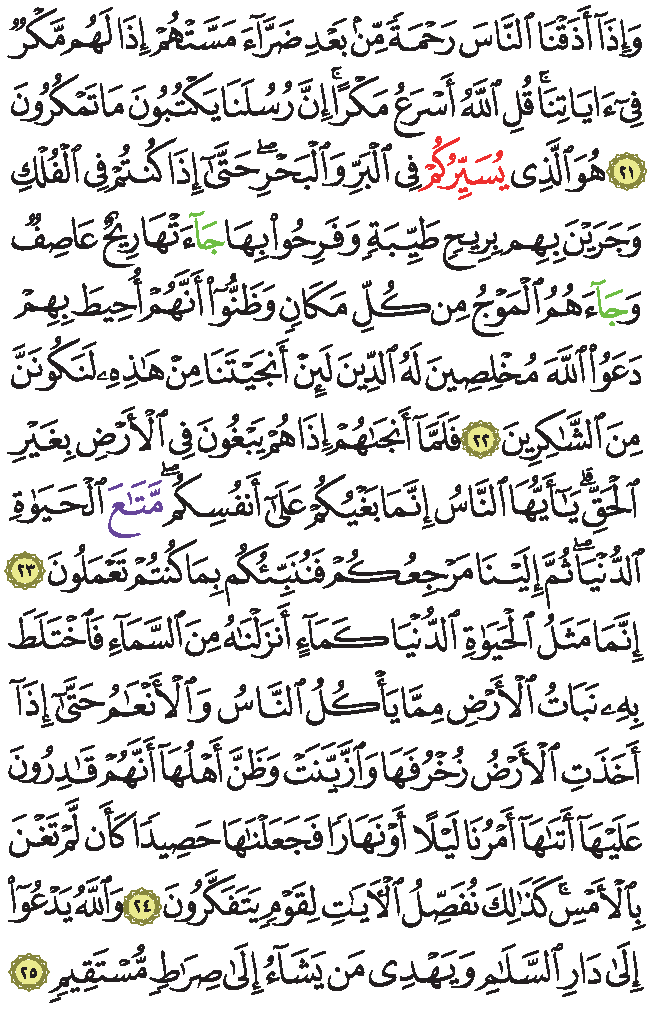 وَإِذَآ أَذَقْنَا ٱلنَّاسَ رَحْمَةً مِّنۢ بَعْدِ ضَرَّآءَ مَسَّتْهُمْ إِذَا لَهُم مَّكْرٌ
فِىٓ ءَايَاتِنَا ۚ قُلِ ٱللَّهُ أَسْرَعُ مَكْرًا ۚ إِنَّ رُسُلَنَا يَكْتُبُونَ مَا تَمْكُرُونَ
٢١ هُوَ ٱلَّذِى يُسَيِّرُكُمْ فِى ٱلْبَرِّ وَٱلْبَحْرِ ۖ حَتَّىٰٓ إِذَا كُنتُمْ فِى ٱلْفُلْكِ
وَجَرَيْنَ بِهِم بِرِيحٍ طَيِّبَةٍ وَفَرِحُوا۟ بِهَا جَآءَتْهَا رِيحٌ عَاصِفٌ
وَجَآءَهُمُ ٱلْمَوْجُ مِن كُلِّ مَكَانٍ وَظَنُّوٓا۟ أَنَّهُمْ أُحِيطَ بِهِمْ
دَعَوُا۟ ٱللَّهَ مُخْلِصِينَ لَهُ ٱلدِّينَ لَئِنْ أَنجَيْتَنَا مِنْ هَـٰذِهِۦ لَنَكُونَنَّ
مِنَ ٱلشَّـٰكِرِينَ ٢٢ فَلَمَّآ أَنجَىٰهُمْ إِذَا هُمْ يَبْغُونَ فِى ٱلْأَرْضِ بِغَيْرِ
ٱلْحَقِّ ۗ يَـٰٓأَيُّهَا ٱلنَّاسُ إِنَّمَا بَغْيُكُمْ عَلَىٰٓ أَنفُسِكُم ۖ مَّتَـٰعَ ٱلْحَيَوٰةِ
ٱلدُّنْيَا ۖ ثُمَّ إِلَيْنَا مَرْجِعُكُمْ فَنُنَبِّئُكُم بِمَا كُنتُمْ تَعْمَلُونَ ٢٣
إِنَّمَا مَثَلُ ٱلْحَيَوٰةِ ٱلدُّنْيَا كَمَآءٍ أَنزَلْنَـٰهُ مِنَ ٱلسَّمَآءِ فَٱخْتَلَطَ
بِهِۦ نَبَاتُ ٱلْأَرْضِ مِمَّا يَأْكُلُ ٱلنَّاسُ وَٱلْأَنْعَـٰمُ حَتَّىٰٓ إِذَآ
أَخَذَتِ ٱلْأَرْضُ زُخْرُفَهَا وَٱزَّيَّنَتْ وَظَنَّ أَهْلُهَآ أَنَّهُمْ قَـٰدِرُونَ
عَلَيْهَآ أَتَىٰهَآ أَمْرُنَا لَيْلًا أَوْ نَهَارًا فَجَعَلْنَـٰهَا حَصِيدًا كَأَن لَّمْ تَغْنَ
بِٱلْأَمْسِ ۚ كَذَٰلِكَ نُفَصِّلُ ٱلْـَٔايَـٰتِ لِقَوْمٍ يَتَفَكَّرُونَ ٢٤ وَٱللَّهُ يَدْعُوٓا۟
إِلَىٰ دَارِ ٱلسَّلَـٰمِ وَيَهْدِى مَن يَشَآءُ إِلَىٰ صِرَٰطٍ مُّسْتَقِيمٍ ٢٥